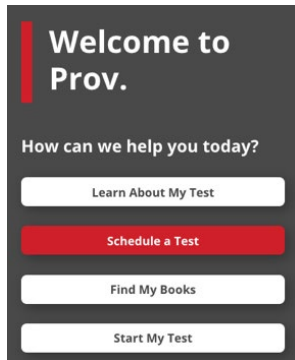 Welcome to
Prov.
How can we help you today?
Learn About My Test
Schedule a Test
Find My Books
Start My Test